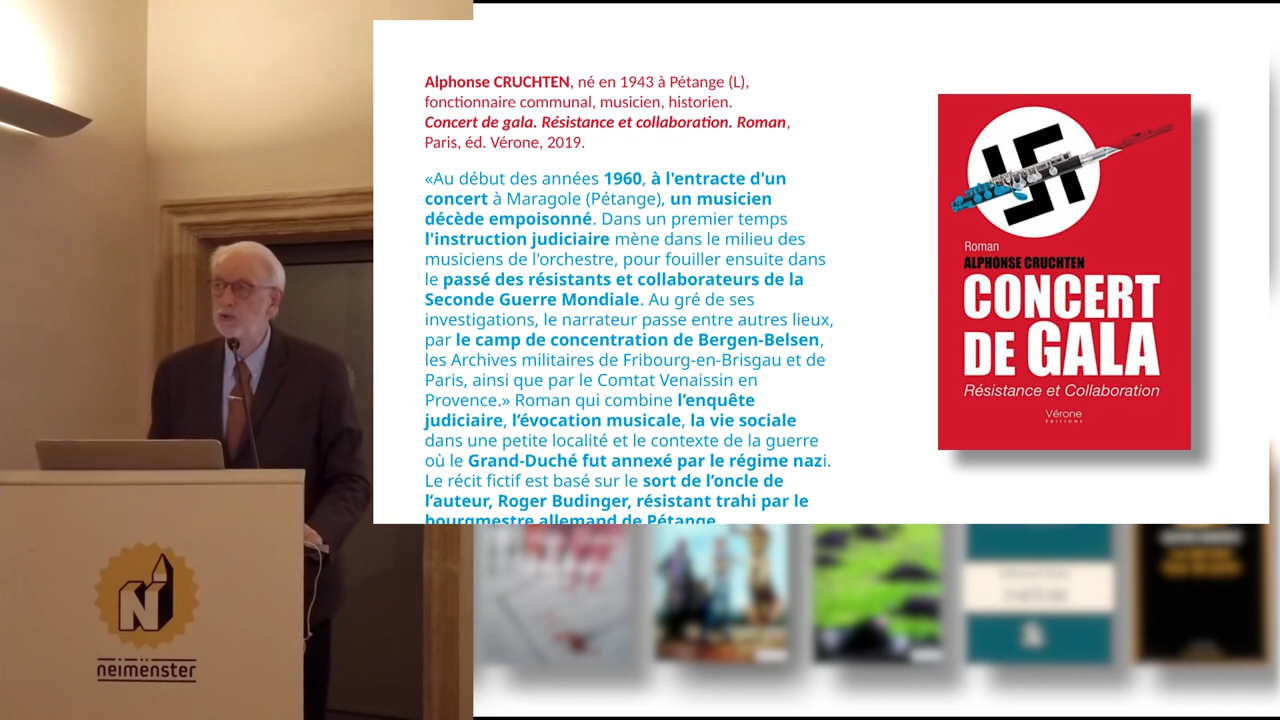 Alphonse CRUCHTEN, né en 1943 à Pétange (L),
fonctionnaire communal, musicien, historien.
Concert de gala. Résistance et collaboration. Roman,
Paris, éd. Vérone, 2019.
«Au début des années 1960, à l'entracte d'un
concert à Maragole (Pétange), un musicien
décède empoisonné. Dans un premier temps
l'instruction judiciaire mène dans le milieu des
musiciens de l'orchestre, pour fouiller ensuite dans
le passé des résistants et collaborateurs de la
Seconde Guerre Mondiale. Au gré de ses
investigations, le narrateur passe entre autres lieux,
par le camp de concentration de Bergen-Belsen,
les Archives militaires de Fribourg-en-Brisgau et de
Paris, ainsi que par le Comtat Venaissin en
Provence.» Roman qui combine l’enquête
judiciaire, l’évocation musicale, la vie sociale
dans une petite localité et le contexte de la guerre
où le Grand-Duché fut annexé par le régime nazi.
Le récit fictif est basé sur le sort de l’oncle de
l’auteur, Roger Budinger, résistant trahi par le
bourgmestre allemand de Pétange
Roman
ALPHONSE CRUCHTEN
CONCERT
DE GALA
Résistance et Collaboration
Vérone
ÉDITIONS
N
neimënster